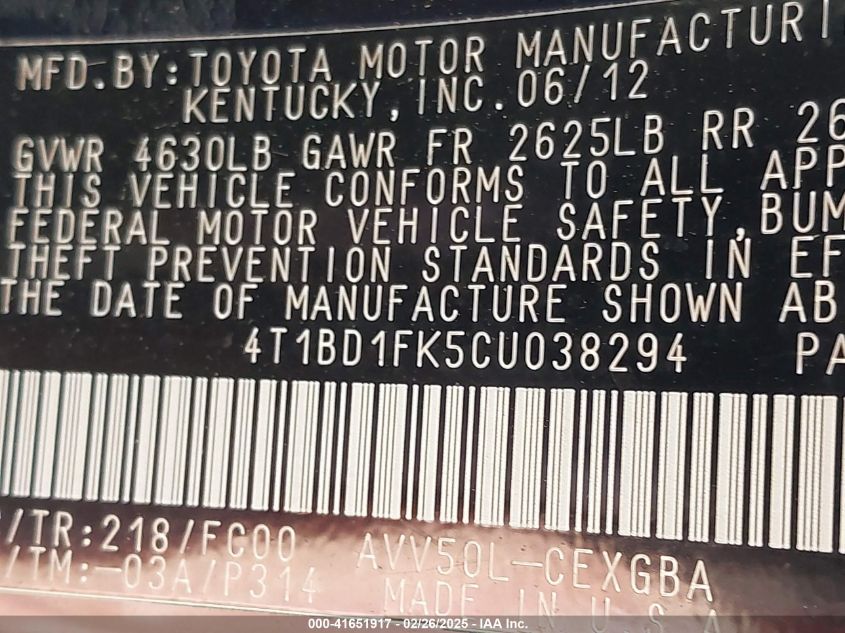 MFD.BY:TOYOTA MOTOR MANUFACTURI
KENTUCKY,INC.06/12
GVWR 4630LB GAWR FR 2625LB RR 26
THIS VEHICLE CONFORMS TO ALL APP
FEDERAL MOTOR VEHICLE SAFETY,BUM
THEFT PREVENTION STANDARDS IN EF
THE DATE OF MANUFACTURE SHOWN AB
4T1BD1FK5CU038294 PA
/TR:218/FC00 AVV50L-CEXGBA
/TM:-03A/P314 MADE IN U.S.A
000-41651917 - 02/26/2025 - IAA Inc.